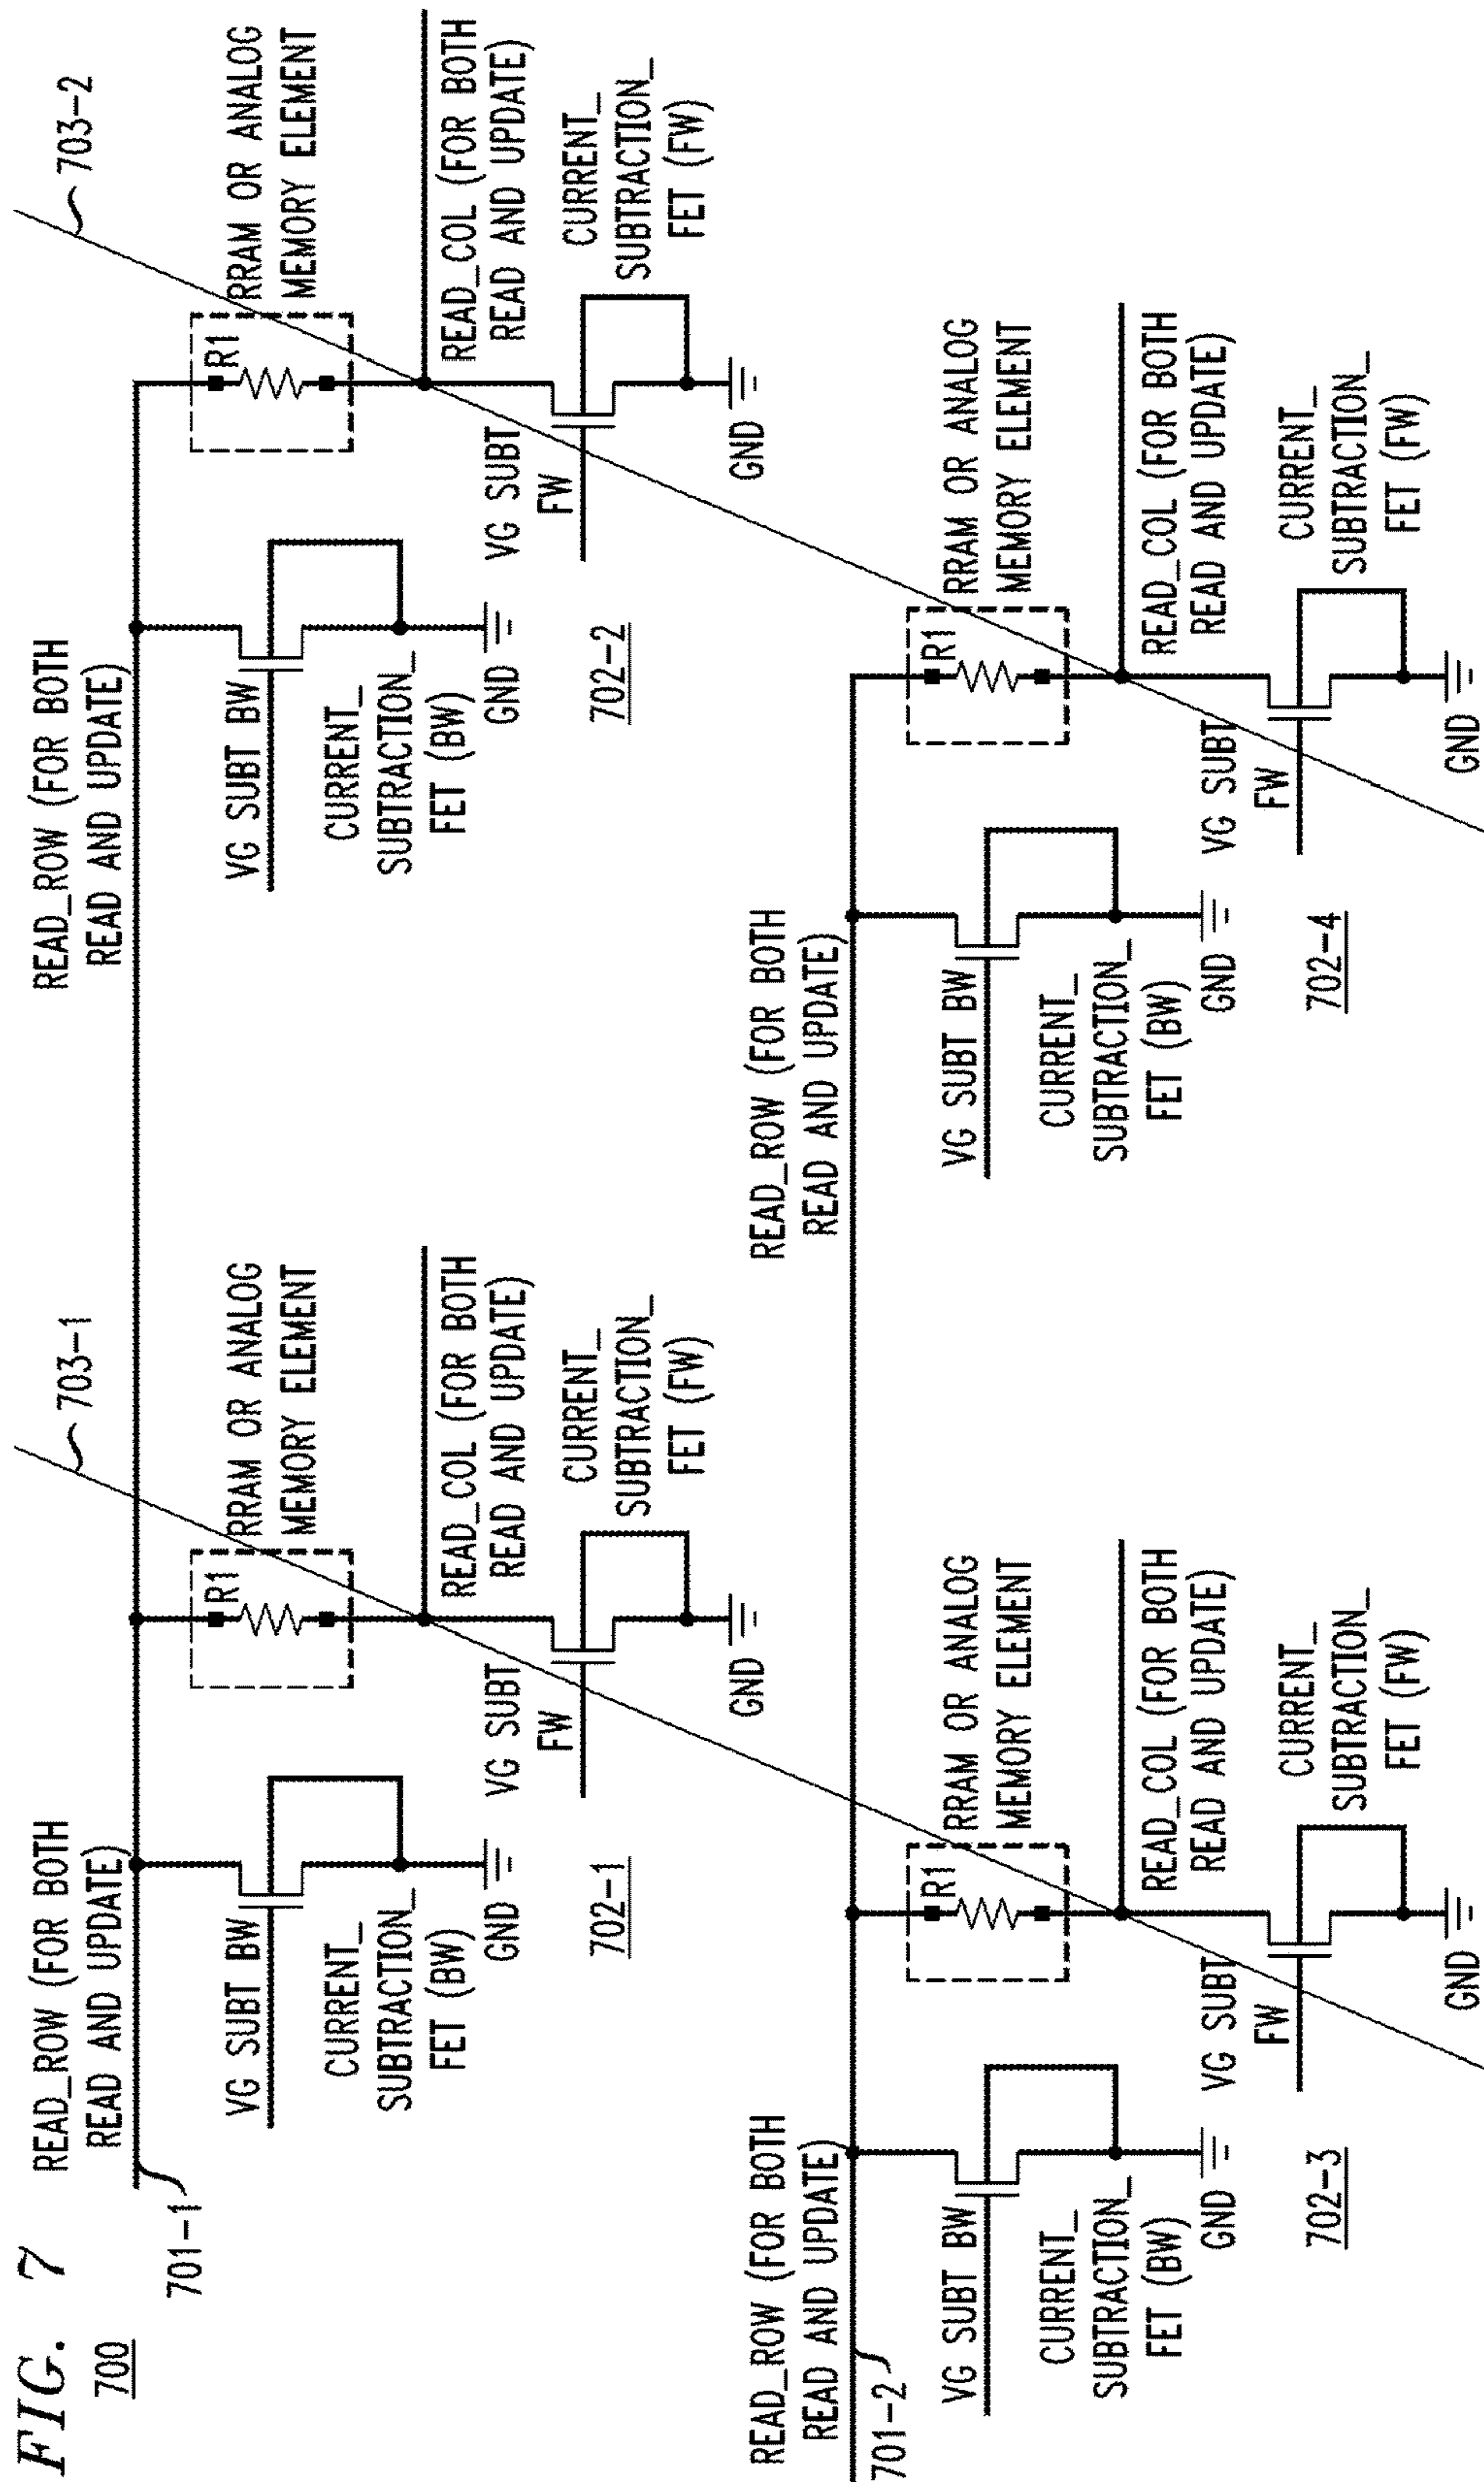 FIG. 7
700
READ_ROW (FOR BOTH
READ AND UPDATE)
701-1
VG SUBT BW
CURRENT_
SUBTRACTION_
FET (BW)
GND
702-1
703-1
RRAM OR ANALOG
MEMORY ELEMENT
R1
READ_COL (FOR BOTH
READ AND UPDATE)
VG SUBT
FW
CURRENT_
SUBTRACTION_
FET (FW)
GND
READ_ROW (FOR BOTH
READ AND UPDATE)
VG SUBT BW
CURRENT_
SUBTRACTION_
FET (BW)
GND
702-2
703-2
RRAM OR ANALOG
MEMORY ELEMENT
R1
READ_COL (FOR BOTH
READ AND UPDATE)
VG SUBT
FW
CURRENT_
SUBTRACTION_
FET (FW)
GND
READ_ROW (FOR BOTH
READ AND UPDATE)
701-2
VG SUBT BW
CURRENT_
SUBTRACTION_
FET (BW)
GND
702-3
RRAM OR ANALOG
MEMORY ELEMENT
R1
READ_COL (FOR BOTH
READ AND UPDATE)
VG SUBT
FW
CURRENT_
SUBTRACTION_
FET (FW)
GND
READ_ROW (FOR BOTH
READ AND UPDATE)
VG SUBT BW
CURRENT_
SUBTRACTION_
FET (BW)
GND
702-4
RRAM OR ANALOG
MEMORY ELEMENT
R1
READ_COL (FOR BOTH
READ AND UPDATE)
VG SUBT
FW
CURRENT_
SUBTRACTION_
FET (FW)
GND